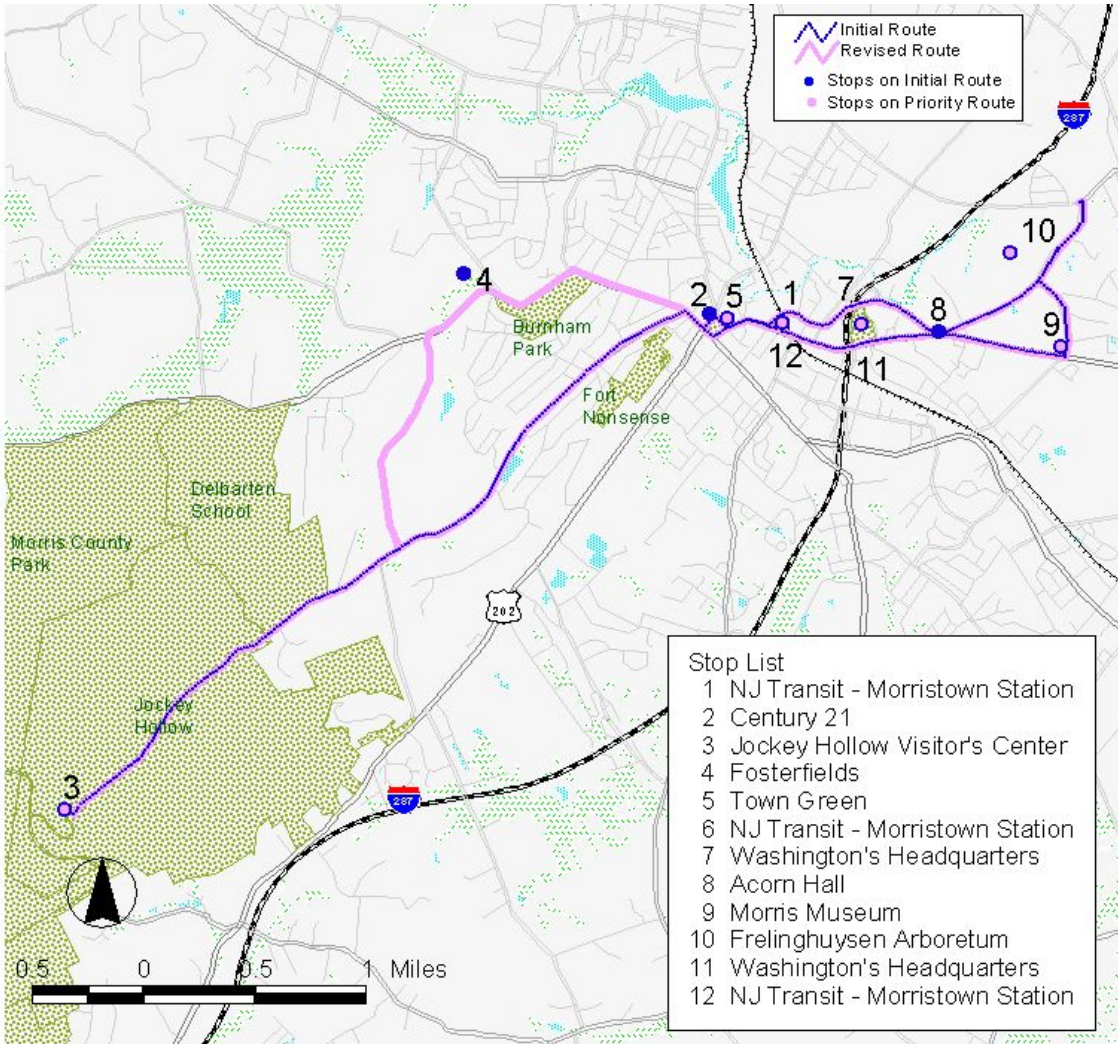 Initial Route
Revised Route
Stops on Initial Route
Stops on Priority Route
287
10
4
2
5
1
7
8
9
12
11
Burnham
Park
Fort
Nonsense
Delbarten
School
Morris County
Park
202
Jockey
Hollow
3
287
0.5 0 0.5 1 Miles
Stop List
1 NJ Transit - Morristown Station
2 Century 21
3 Jockey Hollow Visitor's Center
4 Fosterfields
5 Town Green
6 NJ Transit - Morristown Station
7 Washington's Headquarters
8 Acorn Hall
9 Morris Museum
10 Frelinghuysen Arboretum
11 Washington's Headquarters
12 NJ Transit - Morristown Station